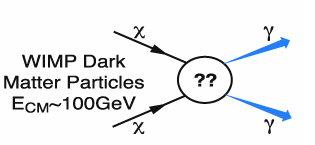 χ
γ
WIMP Dark
Matter Particles
E_CM~100GeV
??
χ
γ